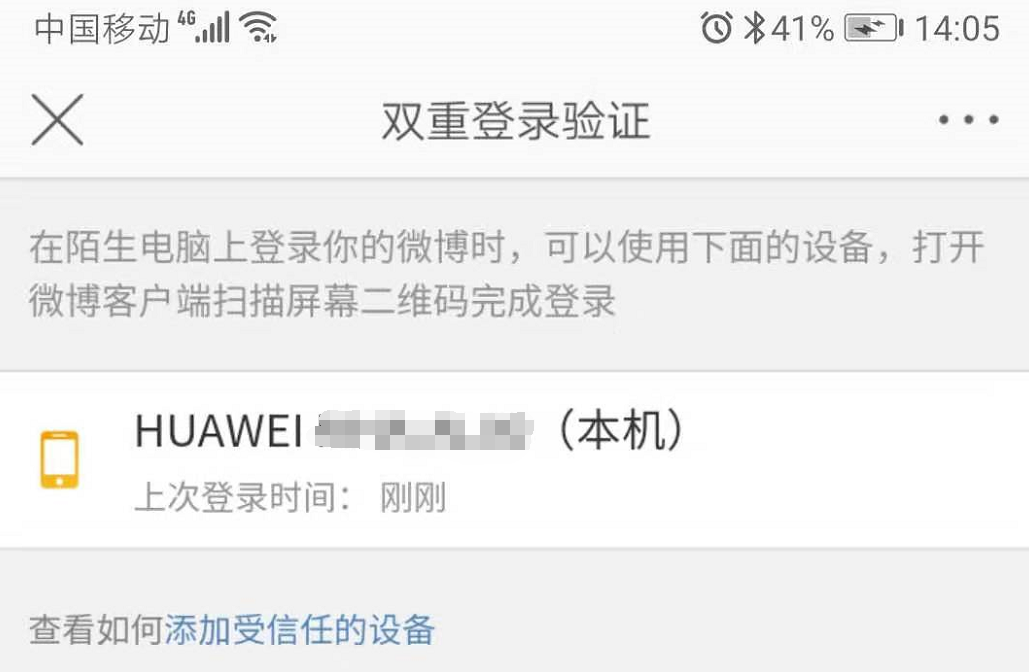 中国移动 4G 41% 14:05
双重登录验证
在陌生电脑上登录你的微博时，可以使用下面的设备，打开
微博客户端扫描屏幕二维码完成登录
HUAWEI （本机）
上次登录时间： 刚刚
查看如何添加受信任的设备